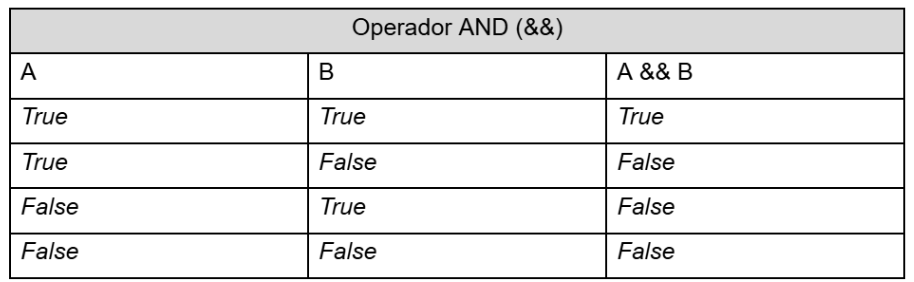 Operador AND (&&)
A B A && B
True True True
True False False
False True False
False False False